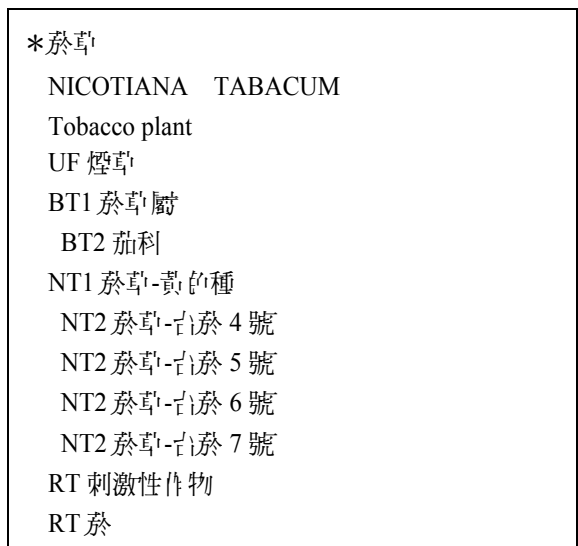 *菸草
NICOTIANA TABACUM
Tobacco plant
UF 煙草
BT1 菸草屬
BT2 茄科
NT1 菸草-黃色種
NT2 菸草-台菸 4 號
NT2 菸草-台菸 5 號
NT2 菸草-台菸 6 號
NT2 菸草-台菸 7 號
RT 刺激性作物
RT 菸